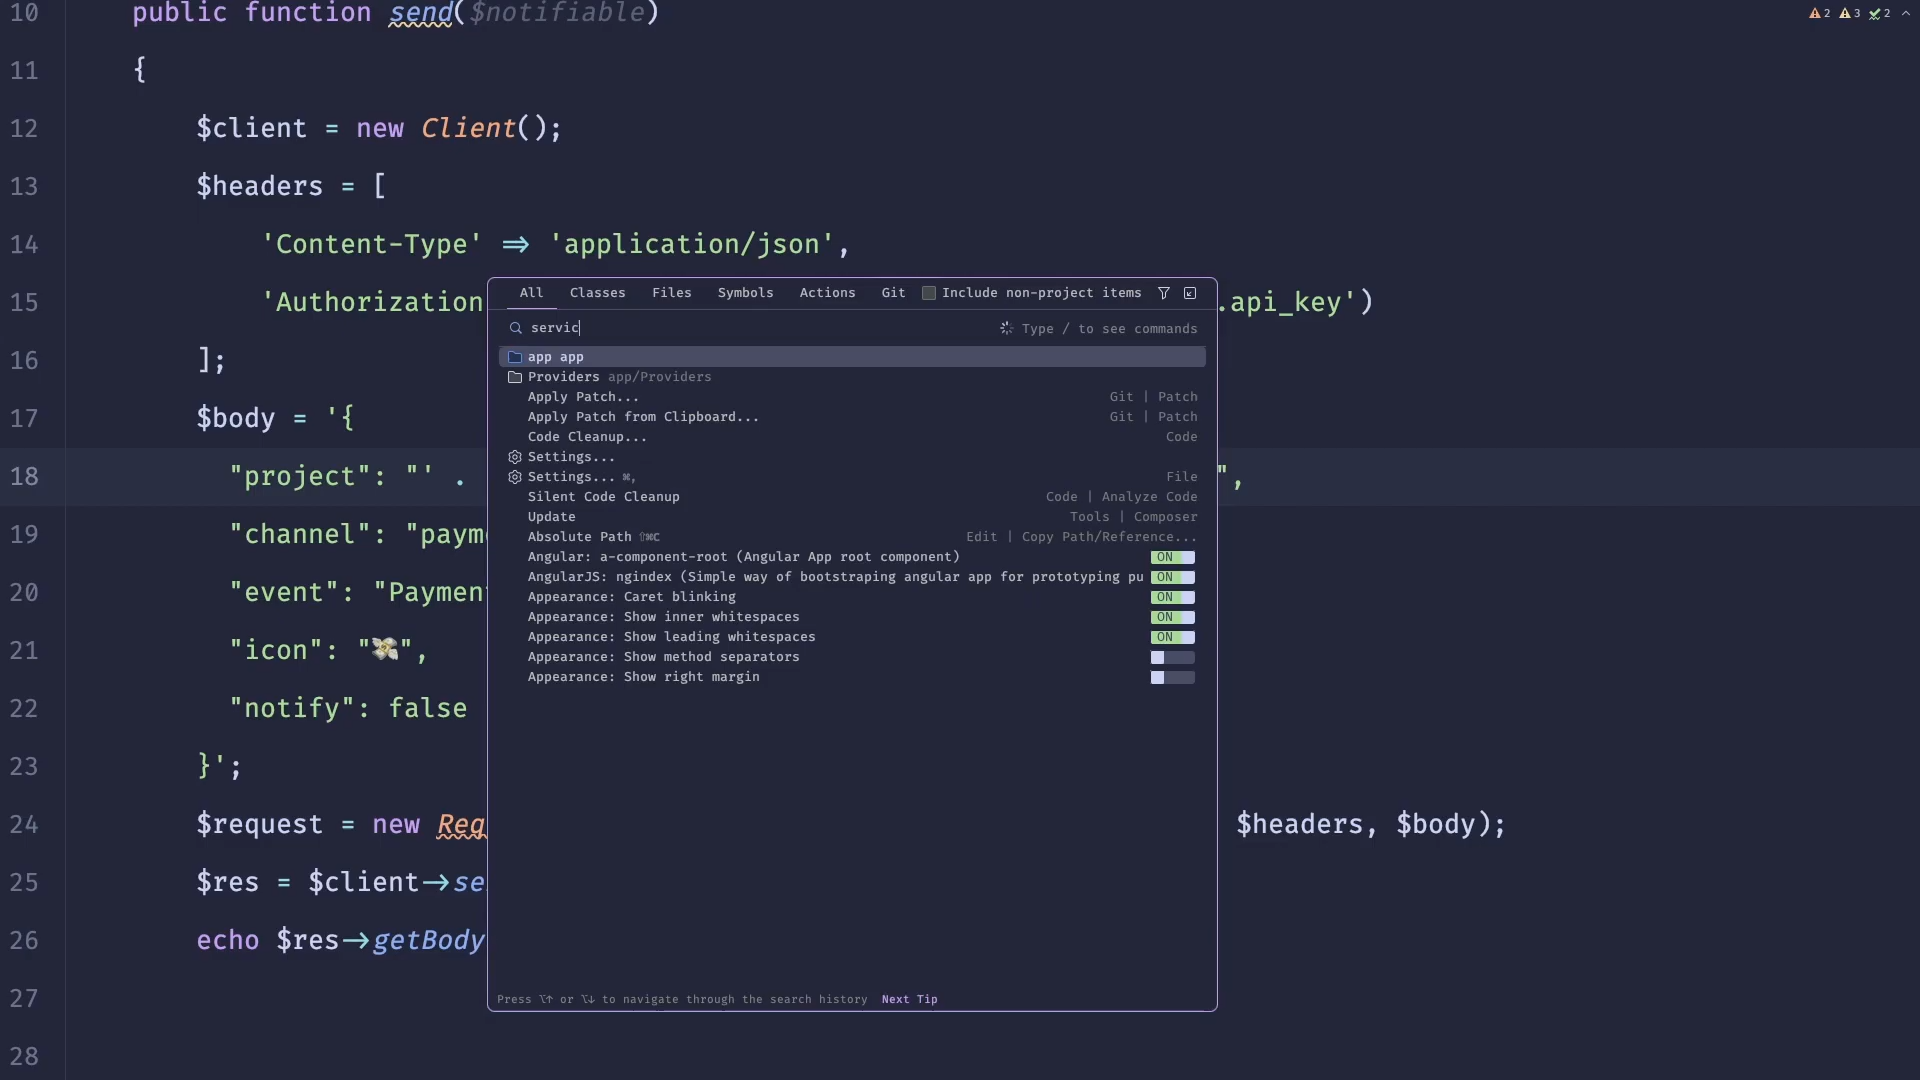 10 public function send($notifiable)
2 3 2
11 {
12 $client = new Client();
13 $headers = [
14 'Content-Type' => 'application/json',
15 'Authorization .api_key')
16 ];
17 $body = '{
18 "project": "' . ",
19 "channel": "paym
20 "event": "Payment
21 "icon": "💸",
22 "notify": false
23 }';
24 $request = new Req $headers, $body);
25 $res = $client->se
26 echo $res->getBody
27
28
All Classes Files Symbols Actions Git Include non-project items
servic Type / to see commands
app app
Providers app/Providers
Apply Patch... Git | Patch
Apply Patch from Clipboard... Git | Patch
Code Cleanup... Code
Settings...
Settings... ⌘, File
Silent Code Cleanup Code | Analyze Code
Update Tools | Composer
Absolute Path ⇧⌘C Edit | Copy Path/Reference...
Angular: a-component-root (Angular App root component) ON
AngularJS: ngindex (Simple way of bootstraping angular app for prototyping pu ON
Appearance: Caret blinking ON
Appearance: Show inner whitespaces ON
Appearance: Show leading whitespaces ON
Appearance: Show method separators
Appearance: Show right margin
Press ⌥↑ or ⌥↓ to navigate through the search history Next Tip